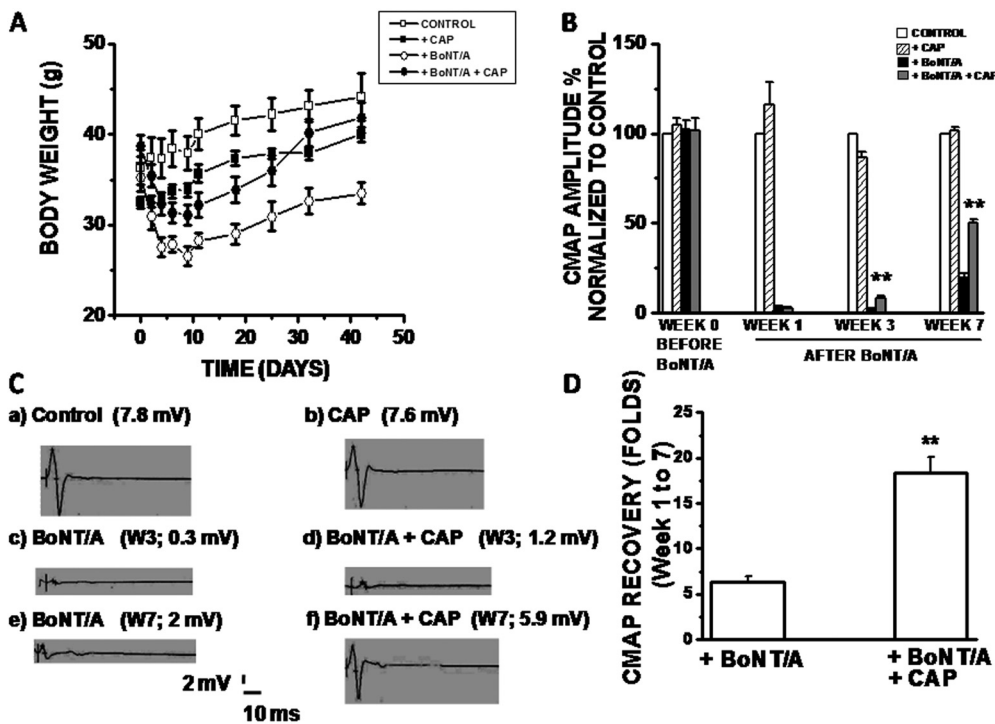 A
BODY WEIGHT (g)
50
40
30
20
0
10
20
30
40
50
TIME (DAYS)
CONTROL
+ CAP
+ BoNT/A
+ BoNT/A + CAP
B
CMAP AMPLITUDE %
NORMALIZED TO CONTROL
150
100
50
0
CONTROL
+ CAP
+ BoNT/A
+ BoNT/A + CAP
**
**
WEEK 0
BEFORE
BoNT/A
WEEK 1
WEEK 3
WEEK 7
AFTER BoNT/A
C
a) Control (7.8 mV)
b) CAP (7.6 mV)
c) BoNT/A (W3; 0.3 mV)
d) BoNT/A + CAP (W3; 1.2 mV)
e) BoNT/A (W7; 2 mV)
f) BoNT/A + CAP (W7; 5.9 mV)
2 mV
10 ms
D
CMAP RECOVERY (FOLDS)
(Week 1 to 7)
25
20
15
10
5
0
**
+ BoNT/A
+ BoNT/A
+ CAP